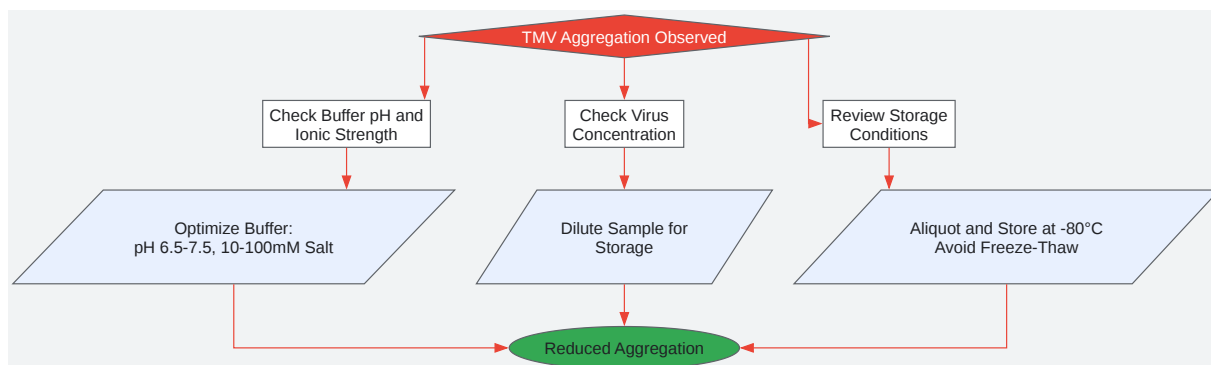 TMV Aggregation Observed
Check Buffer pH and
Ionic Strength
Check Virus
Concentration
Review Storage
Conditions
Optimize Buffer:
pH 6.5-7.5, 10-100mM Salt
Dilute Sample for
Storage
Aliquot and Store at -80°C
Avoid Freeze-Thaw
Reduced Aggregation